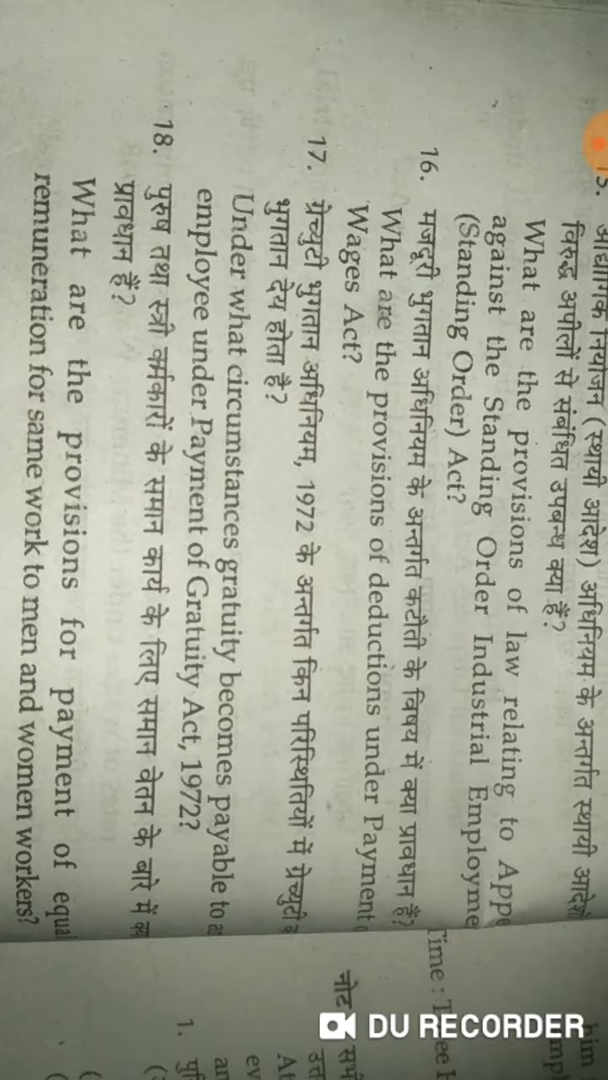 15. औद्योगिक नियोजन (स्थायी आदेश) अधिनियम के अन्तर्गत स्थायी
विरुद्ध अपीलों से संबंधित उपबन्ध क्या हैं?
What are the provisions of law relating to
against the Standing Order Industrial
(Standing Order) Act?
16. मजदूरी भुगतान अधिनियम के अन्तर्गत कटौती के विषय में क्या प्रावधान है?
What are the provisions of deductions under Payment
Wages Act?
17. ग्रेच्युटी भुगतान अधिनियम, 1972 के अन्तर्गत किन परिस्थितियों में ग्रेच्युटी
भुगतान देय होता है?
Under what circumstances gratuity becomes payable to
employee under Payment of Gratuity Act, 1972?
18. पुरुष तथा स्त्री कर्मकारों के समान कार्य के लिए समान वेतन के बारे में
प्रावधान हैं?
What are the provisions for payment of
remuneration for same work to men and women workers?
him
Time :
नोट
1.
DU RECORDER